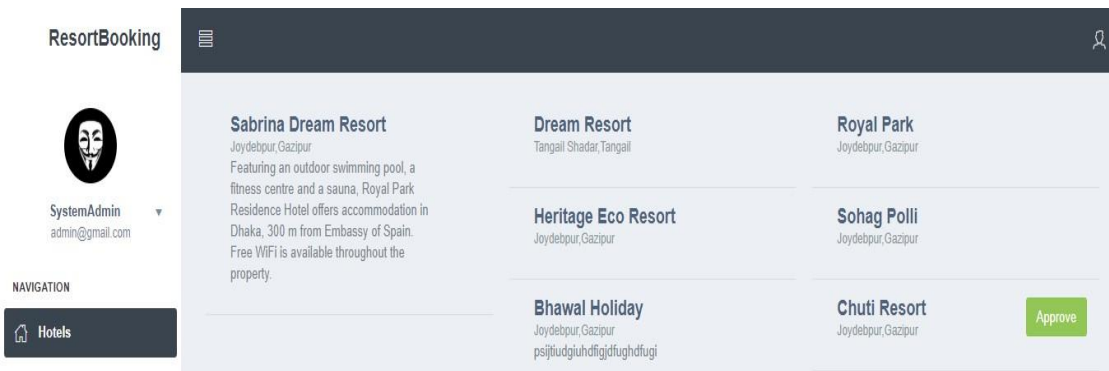 ResortBooking
SystemAdmin
admin@gmail.com
NAVIGATION
Hotels
Sabrina Dream Resort
Joydebpur,Gazipur
Featuring an outdoor swimming pool, a
fitness centre and a sauna, Royal Park
Residence Hotel offers accommodation in
Dhaka, 300 m from Embassy of Spain.
Free WiFi is available throughout the
property.
Dream Resort
Tangail Shadar,Tangail
Heritage Eco Resort
Joydebpur,Gazipur
Bhawal Holiday
Joydebpur,Gazipur
psijtiudgiuhdfigjdfughdfugi
Royal Park
Joydebpur,Gazipur
Sohag Polli
Joydebpur,Gazipur
Chuti Resort
Joydebpur,Gazipur
Approve